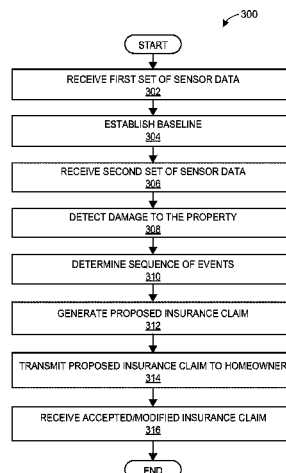 300
START
RECEIVE FIRST SET OF SENSOR DATA
302
ESTABLISH BASELINE
304
RECEIVE SECOND SET OF SENSOR DATA
306
DETECT DAMAGE TO THE PROPERTY
308
DETERMINE SEQUENCE OF EVENTS
310
GENERATE PROPOSED INSURANCE CLAIM
312
TRANSMIT PROPOSED INSURANCE CLAIM TO HOMEOWNER
314
RECEIVE ACCEPTED/MODIFIED INSURANCE CLAIM
316
END